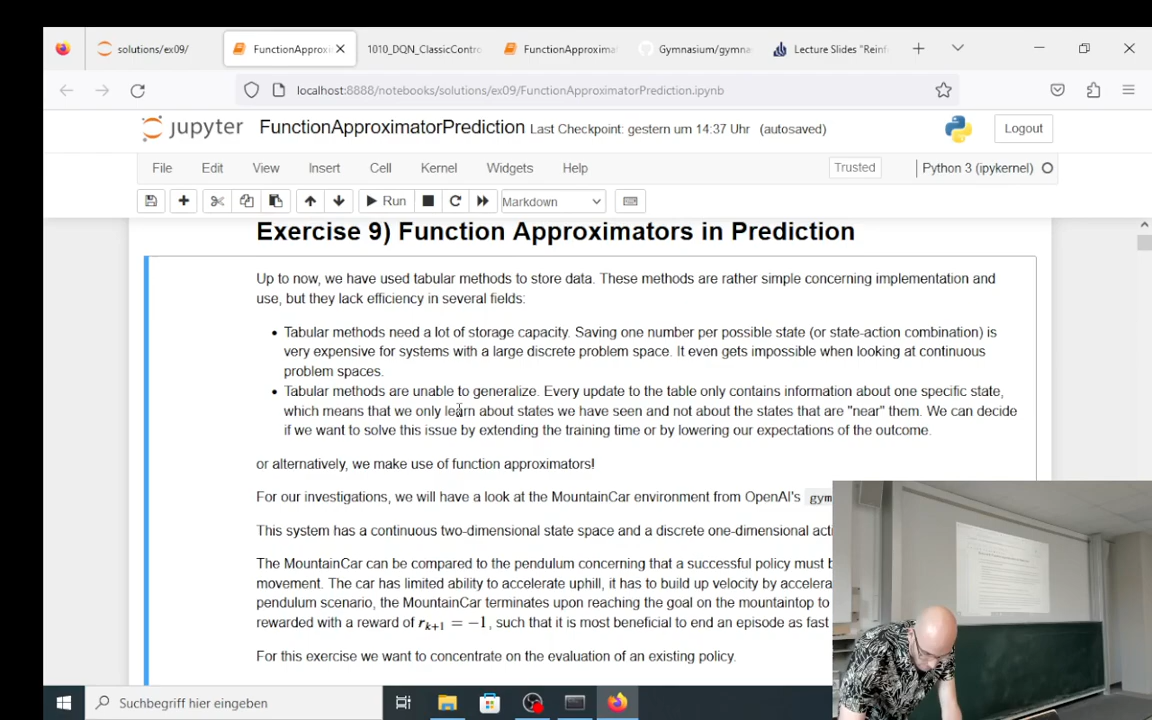 solutions/ex09/
FunctionApproxi
1010_DQN_ClassicContro
FunctionApproxima
Gymnasium/gymna
Lecture Slides "Reinf
localhost:8888/notebooks/solutions/ex09/FunctionApproximatorPrediction.ipynb
jupyter FunctionApproximatorPrediction Last Checkpoint: gestern um 14:37 Uhr (autosaved)
Logout
File Edit View Insert Cell Kernel Widgets Help
Trusted
Python 3 (ipykernel)
Run
Markdown
Exercise 9) Function Approximators in Prediction
Up to now, we have used tabular methods to store data. These methods are rather simple concerning implementation and
use, but they lack efficiency in several fields:
• Tabular methods need a lot of storage capacity. Saving one number per possible state (or state-action combination) is
very expensive for systems with a large discrete problem space. It even gets impossible when looking at continuous
problem spaces.
• Tabular methods are unable to generalize. Every update to the table only contains information about one specific state,
which means that we only learn about states we have seen and not about the states that are "near" them. We can decide
if we want to solve this issue by extending the training time or by lowering our expectations of the outcome.
or alternatively, we make use of function approximators!
For our investigations, we will have a look at the MountainCar environment from OpenAI's gym
This system has a continuous two-dimensional state space and a discrete one-dimensional act
The MountainCar can be compared to the pendulum concerning that a successful policy must b
movement. The car has limited ability to accelerate uphill, it has to build up velocity by accelera
pendulum scenario, the MountainCar terminates upon reaching the goal on the mountaintop to
rewarded with a reward of r_{k+1} = −1, such that it is most beneficial to end an episode as fast
For this exercise we want to concentrate on the evaluation of an existing policy.
Suchbegriff hier eingeben